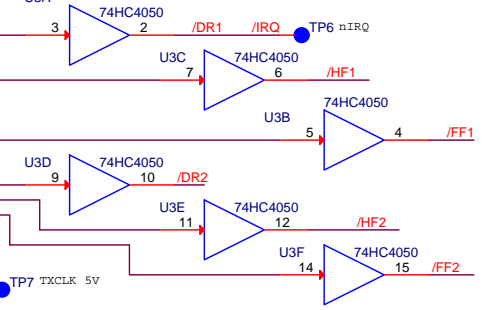 74HC4050
3 2 /DR1 /IRQ TP6 nIRQ
U3C 74HC4050
7 6 /HF1
U3B 74HC4050
5 4 /FF1
U3D 74HC4050
9 10 /DR2
U3E 74HC4050
11 12 /HF2
U3F 74HC4050
14 15 /FF2
TP7 TXCLK 5V